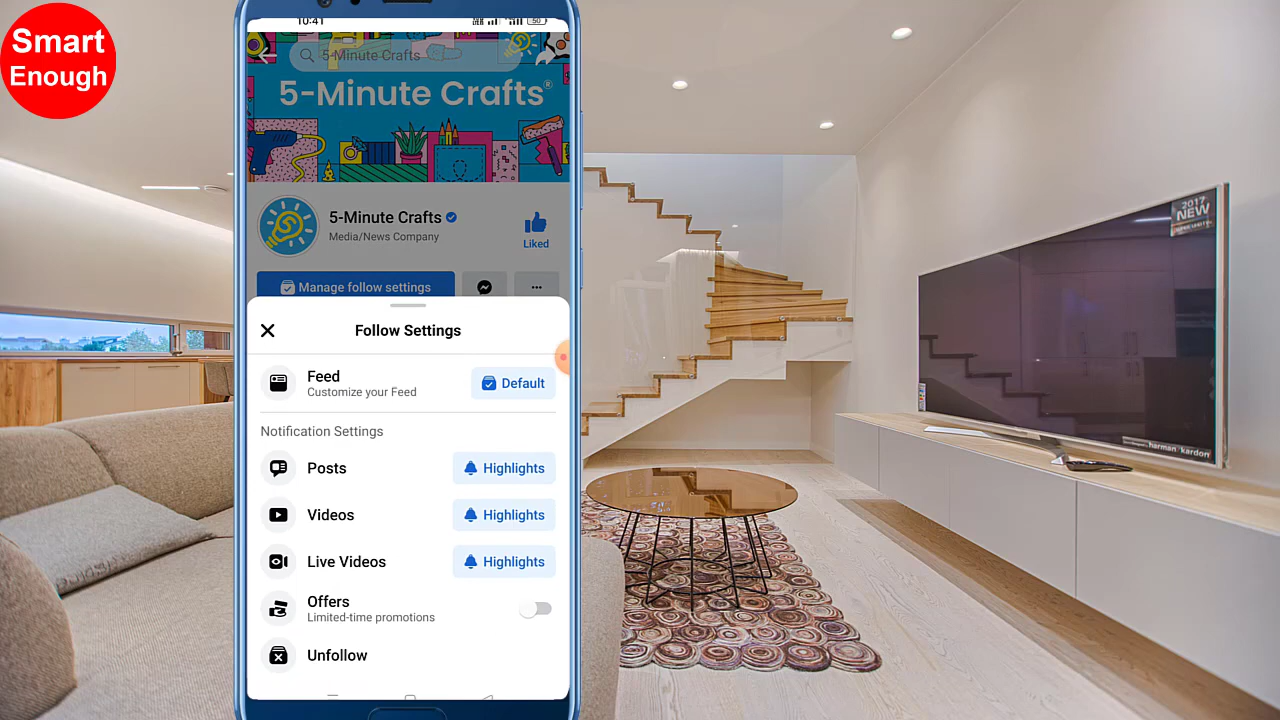 Smart
Enough
10:41
50
5-Minute Crafts
5-Minute Crafts®
5-Minute Crafts
Media/News Company
Liked
Manage follow settings
Follow Settings
Feed
Customize your Feed
Default
Notification Settings
Posts
Highlights
Videos
Highlights
Live Videos
Highlights
Offers
Limited-time promotions
Unfollow
2017
NEW
harman/kardon